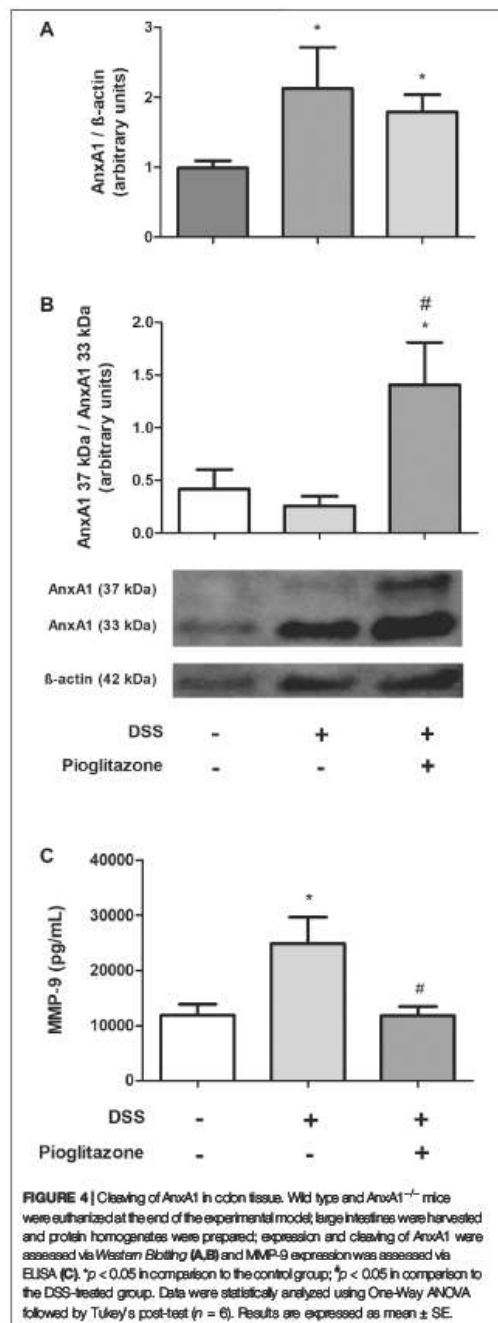 A
AnxA1 / ß-actin
(arbitrary units)
3
2
1
0
*
*
B
AnxA1 37 kDa / AnxA1 33 kDa
(arbitrary units)
2.0
1.5
1.0
0.5
0.0
#
*
AnxA1 (37 kDa)
AnxA1 (33 kDa)
ß-actin (42 kDa)
DSS - + +
Pioglitazone - - +
C
MMP-9 (pg/mL)
40000
30000
20000
10000
0
*
#
DSS - + +
Pioglitazone - - +
FIGURE 4 | Cleaving of AnxA1 in colon tissue. Wild type and AnxA1−/− mice
were euthanized at the end of the experimental model; large intestines were harvested
and protein homogenates were prepared; expression and cleaving of AnxA1 were
assessed via Western Blotting (A,B) and MMP-9 expression was assessed via
ELISA (C). *p < 0.05 in comparison to the control group; #p < 0.05 in comparison to
the DSS-treated group. Data were statistically analyzed using One-Way ANOVA
followed by Tukey's post-test (n = 6). Results are expressed as mean ± SE.